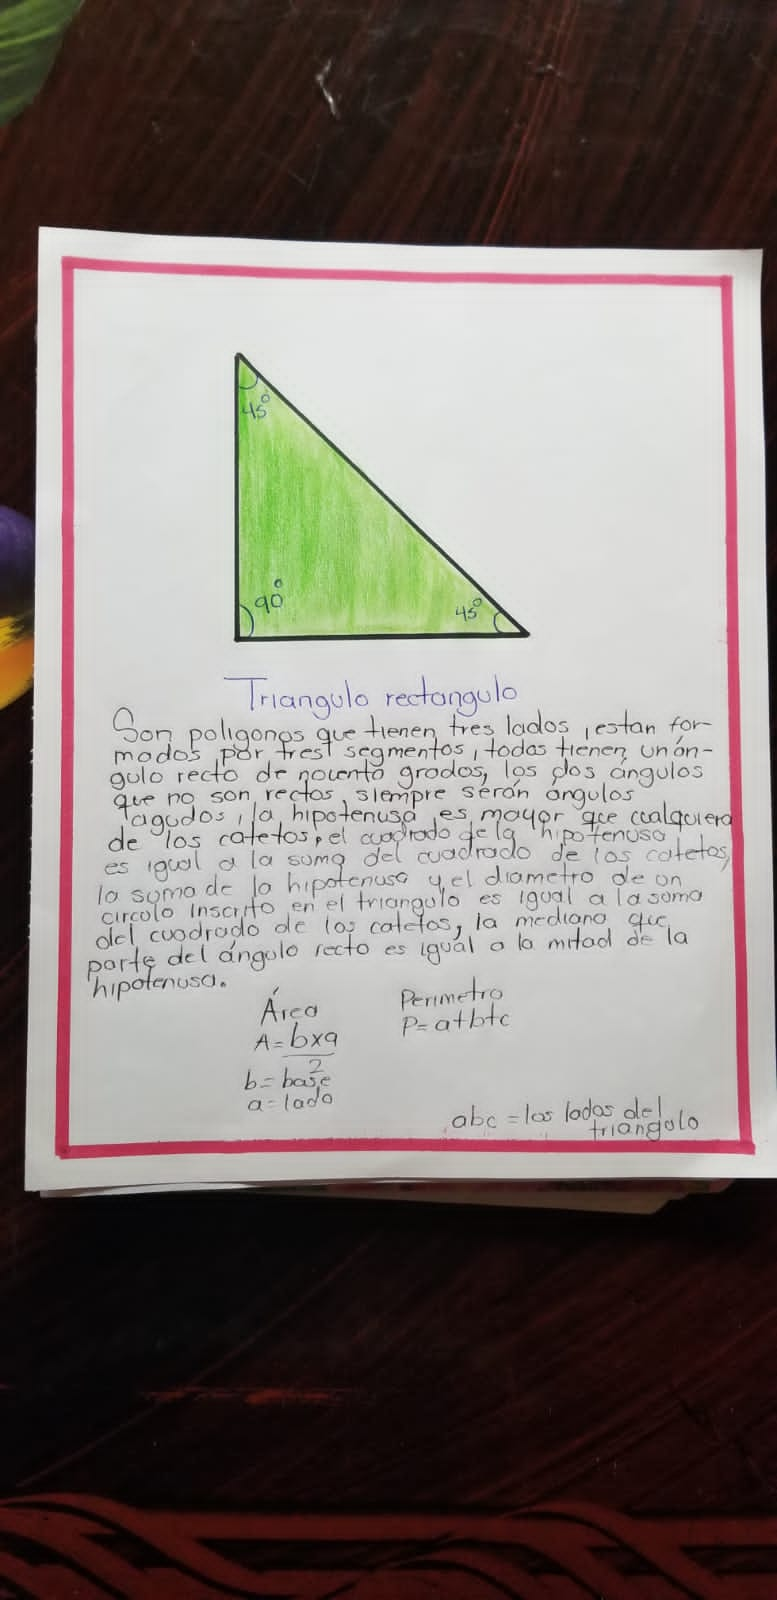 45°
90°
45°
Triangulo rectangulo
Son poligonos que tienen tres lados, estan for-
mados por tres segmentos, todos tienen un án-
gulo recto de noventa grados, los dos ángulos
que no son rectos siempre serán ángulos
agudos, la hipotenusa es mayor que cualquiera
de los catetos, el cuadrado de la hipotenusa
es igual a la suma del cuadrado de los catetos,
la suma de la hipotenusa y el diametro de un
circulo inscrito en el triangulo es igual a la suma
del cuadrado de los catetos, la mediana que
parte del ángulo recto es igual a la mitad de la
hipotenusa.
Área
A= bxa
2
b= base
a= lado
Perimetro
P= a+b+c
abc = los lados del
triángulo